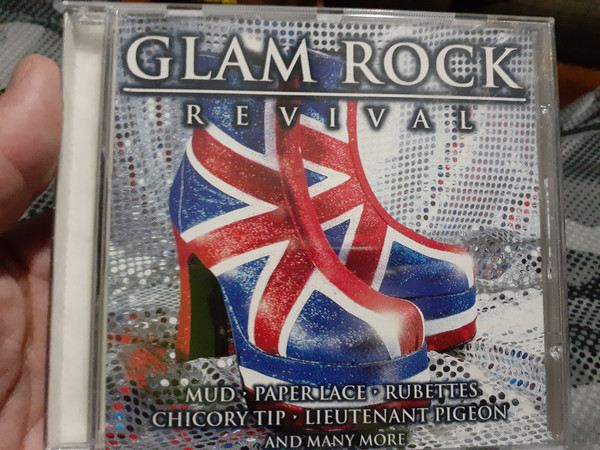 GLAM ROCK
REVIVAL
MUD · PAPER LACE · RUBETTES
CHICORY TIP · LIEUTENANT PIGEON
AND MANY MORE